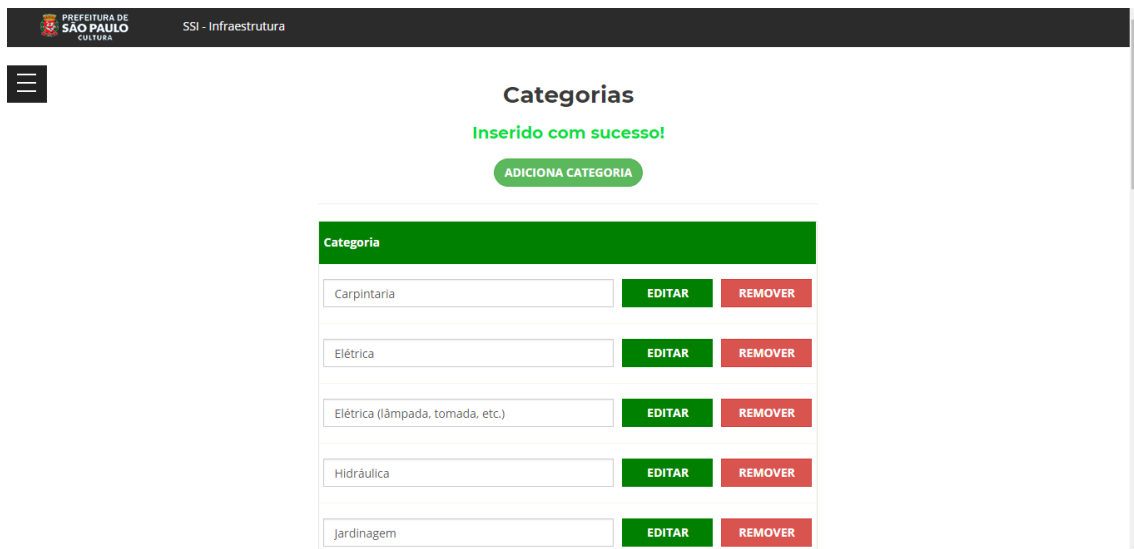 PREFEITURA DE
SÃO PAULO
CULTURA
SSI - Infraestrutura
Categorias
Inserido com sucesso!
ADICIONA CATEGORIA
Categoria
Carpintaria EDITAR REMOVER
Elétrica EDITAR REMOVER
Elétrica (lâmpada, tomada, etc.) EDITAR REMOVER
Hidráulica EDITAR REMOVER
Jardinagem EDITAR REMOVER